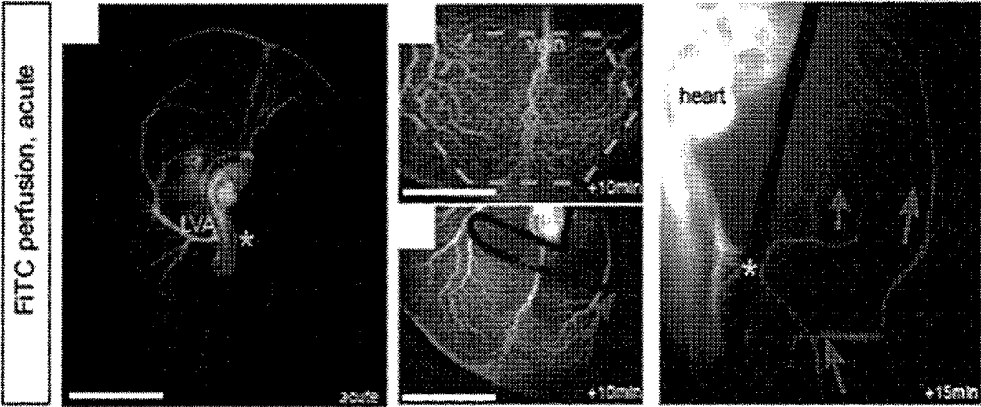 FITC perfusion, acute
LVA
*
acute
vein
+10min
+10min
heart
*
+15min